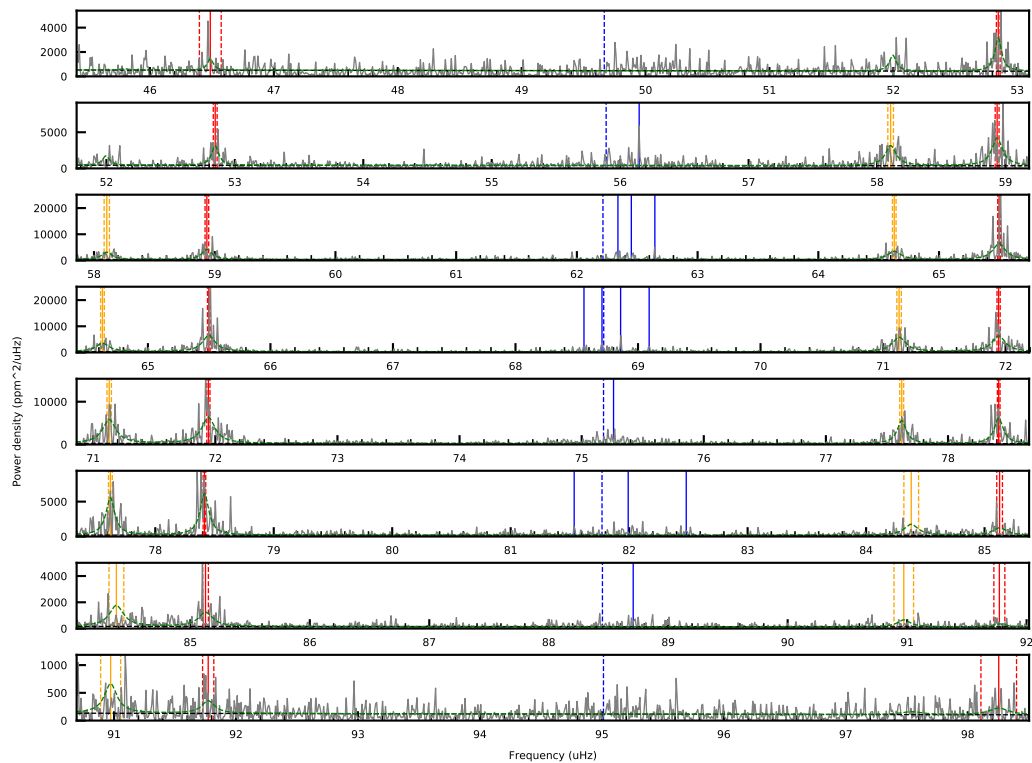 4000
2000
0
46 47 48 49 50 51 52 53
5000
0
52 53 54 55 56 57 58 59
20000
10000
0
58 59 60 61 62 63 64 65
20000
10000
0
65 66 67 68 69 70 71 72
10000
0
71 72 73 74 75 76 77 78
5000
0
78 79 80 81 82 83 84 85
4000
2000
0
85 86 87 88 89 90 91 92
1000
500
0
91 92 93 94 95 96 97 98
Power density (ppm^2/uHz)
Frequency (uHz)